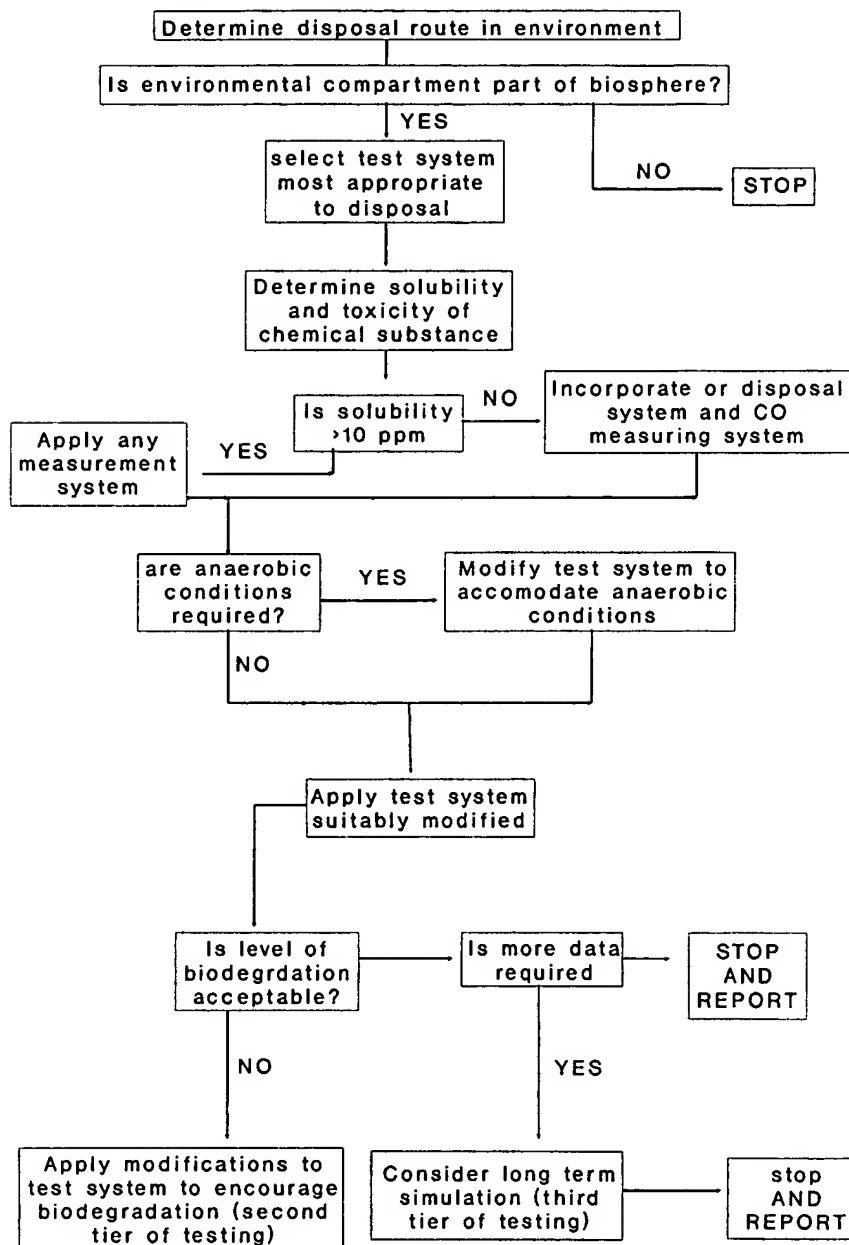 Determine disposal route in environment
Is environmental compartment part of biosphere?
YES
select test system
most appropriate
to disposal
NO
STOP
Determine solubility
and toxicity of
chemical substance
Is solubility
>10 ppm
NO
Incorporate or disposal
system and CO
measuring system
Apply any
measurement
system
YES
are anaerobic
conditions
required?
YES
Modify test system to
accomodate anaerobic
conditions
NO
Apply test system
suitably modified
Is level of
biodegrdation
acceptable?
Is more data
required
STOP
AND
REPORT
NO
YES
Apply modifications to
test system to encourage
biodegradation (second
tier of testing)
Consider long term
simulation (third
tier of testing)
stop
AND
REPORT